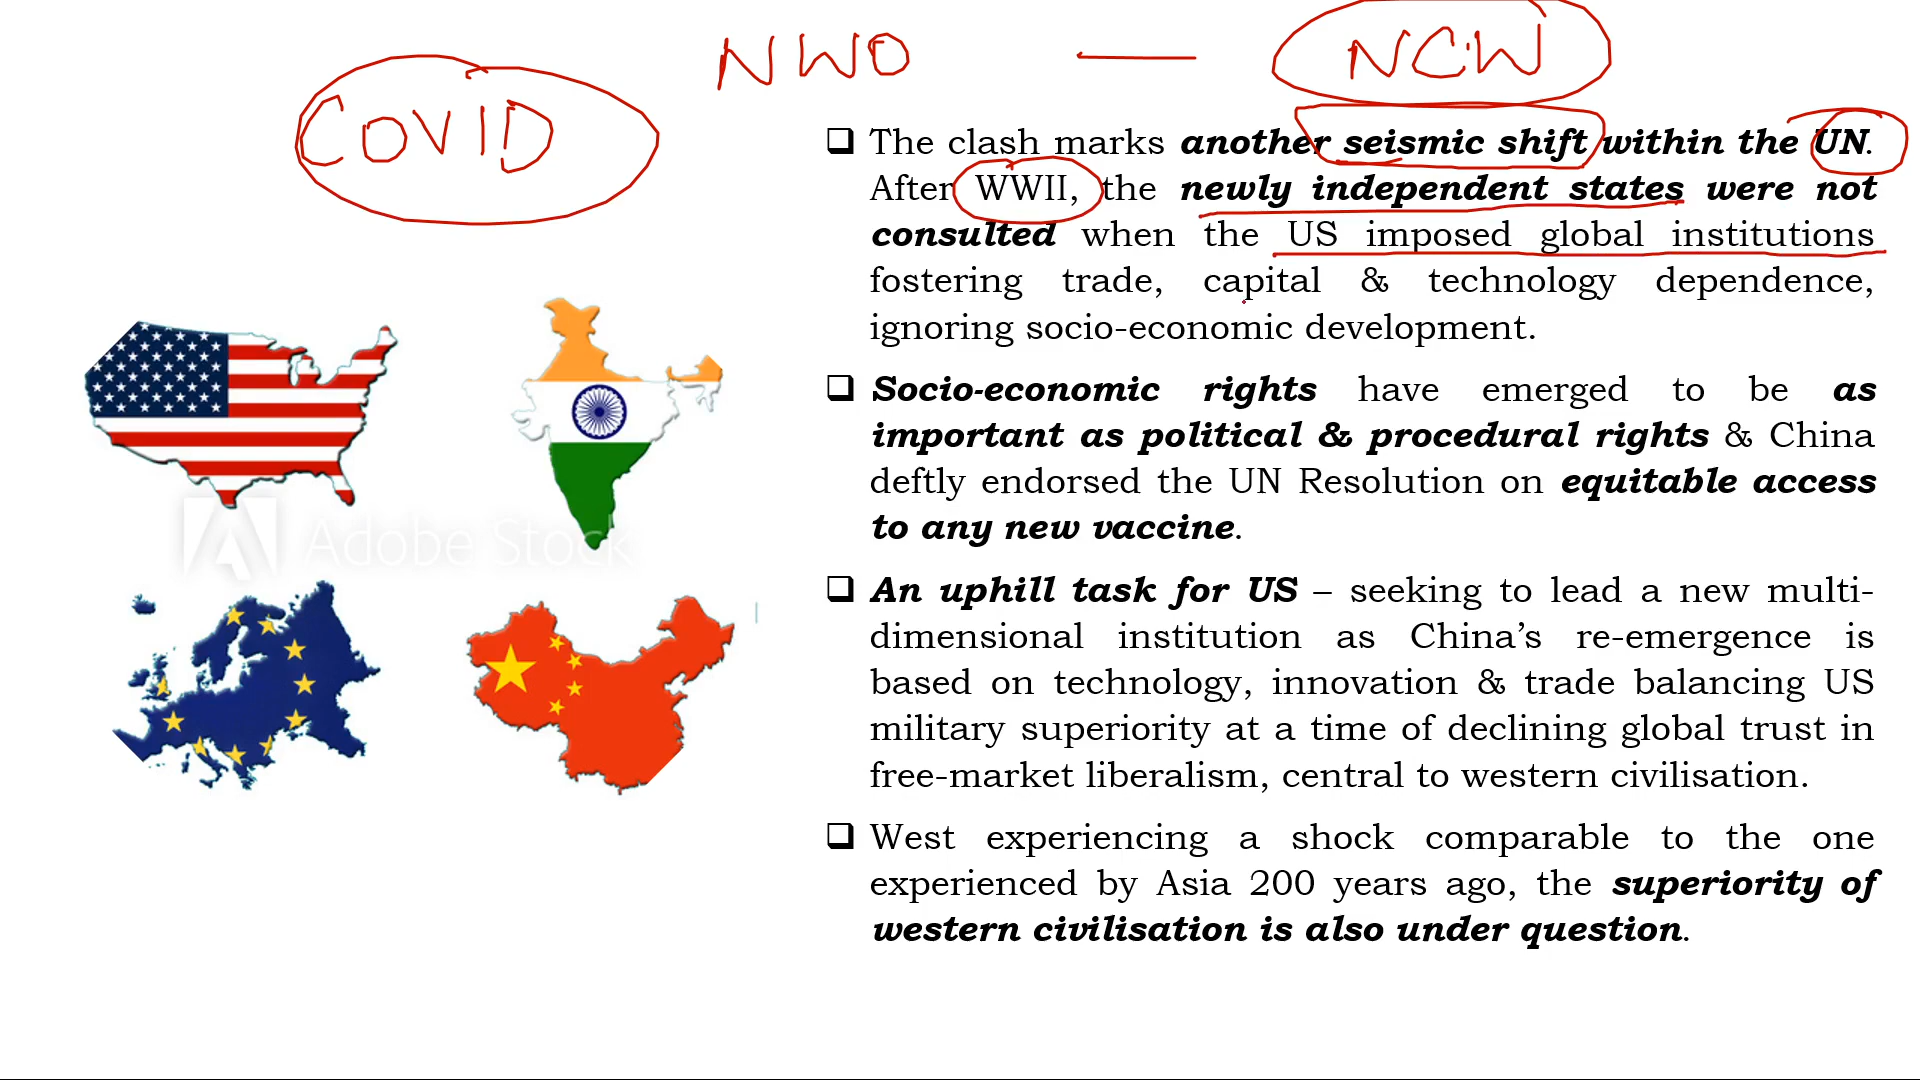 NWO — NCW
COVID
❑ The clash marks another seismic shift within the UN.
After WWII, the newly independent states were not
consulted when the US imposed global institutions
fostering trade, capital & technology dependence,
ignoring socio-economic development.
❑ Socio-economic rights have emerged to be as
important as political & procedural rights & China
deftly endorsed the UN Resolution on equitable access
to any new vaccine.
❑ An uphill task for US – seeking to lead a new multi-
dimensional institution as China’s re-emergence is
based on technology, innovation & trade balancing US
military superiority at a time of declining global trust in
free-market liberalism, central to western civilisation.
❑ West experiencing a shock comparable to the one
experienced by Asia 200 years ago, the superiority of
western civilisation is also under question.
Adobe Stock